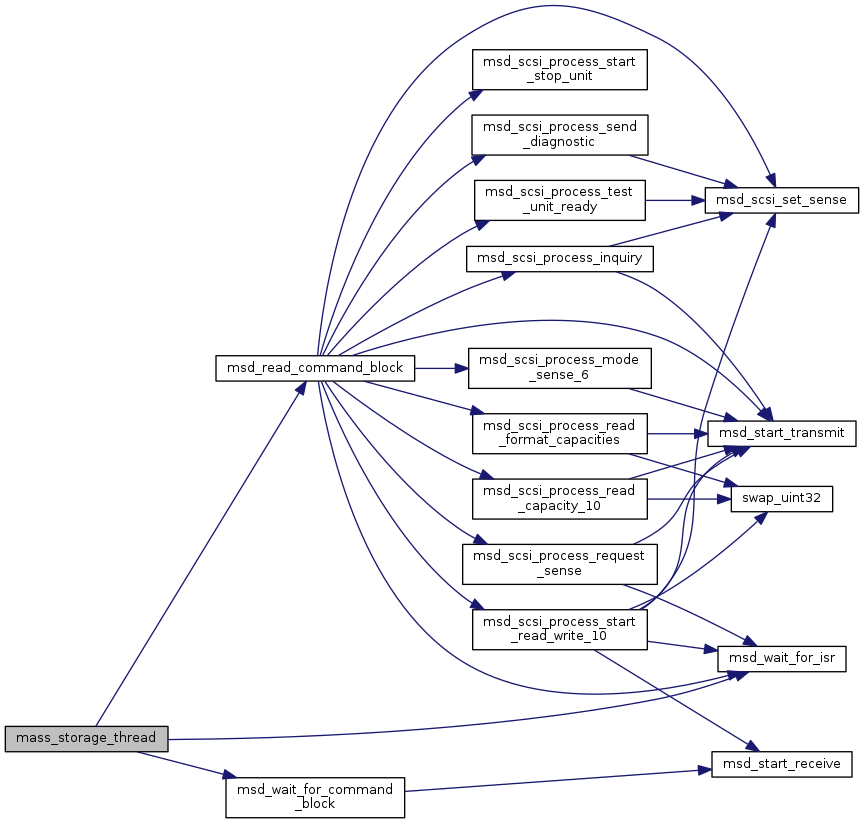 msd_scsi_process_start
_stop_unit
msd_scsi_process_send
_diagnostic
msd_scsi_process_test
_unit_ready
msd_scsi_set_sense
msd_scsi_process_inquiry
msd_read_command_block
msd_scsi_process_mode
_sense_6
msd_scsi_process_read
_format_capacities
msd_start_transmit
msd_scsi_process_read
_capacity_10
swap_uint32
msd_scsi_process_request
_sense
msd_scsi_process_start
_read_write_10
msd_wait_for_isr
mass_storage_thread
msd_start_receive
msd_wait_for_command
_block